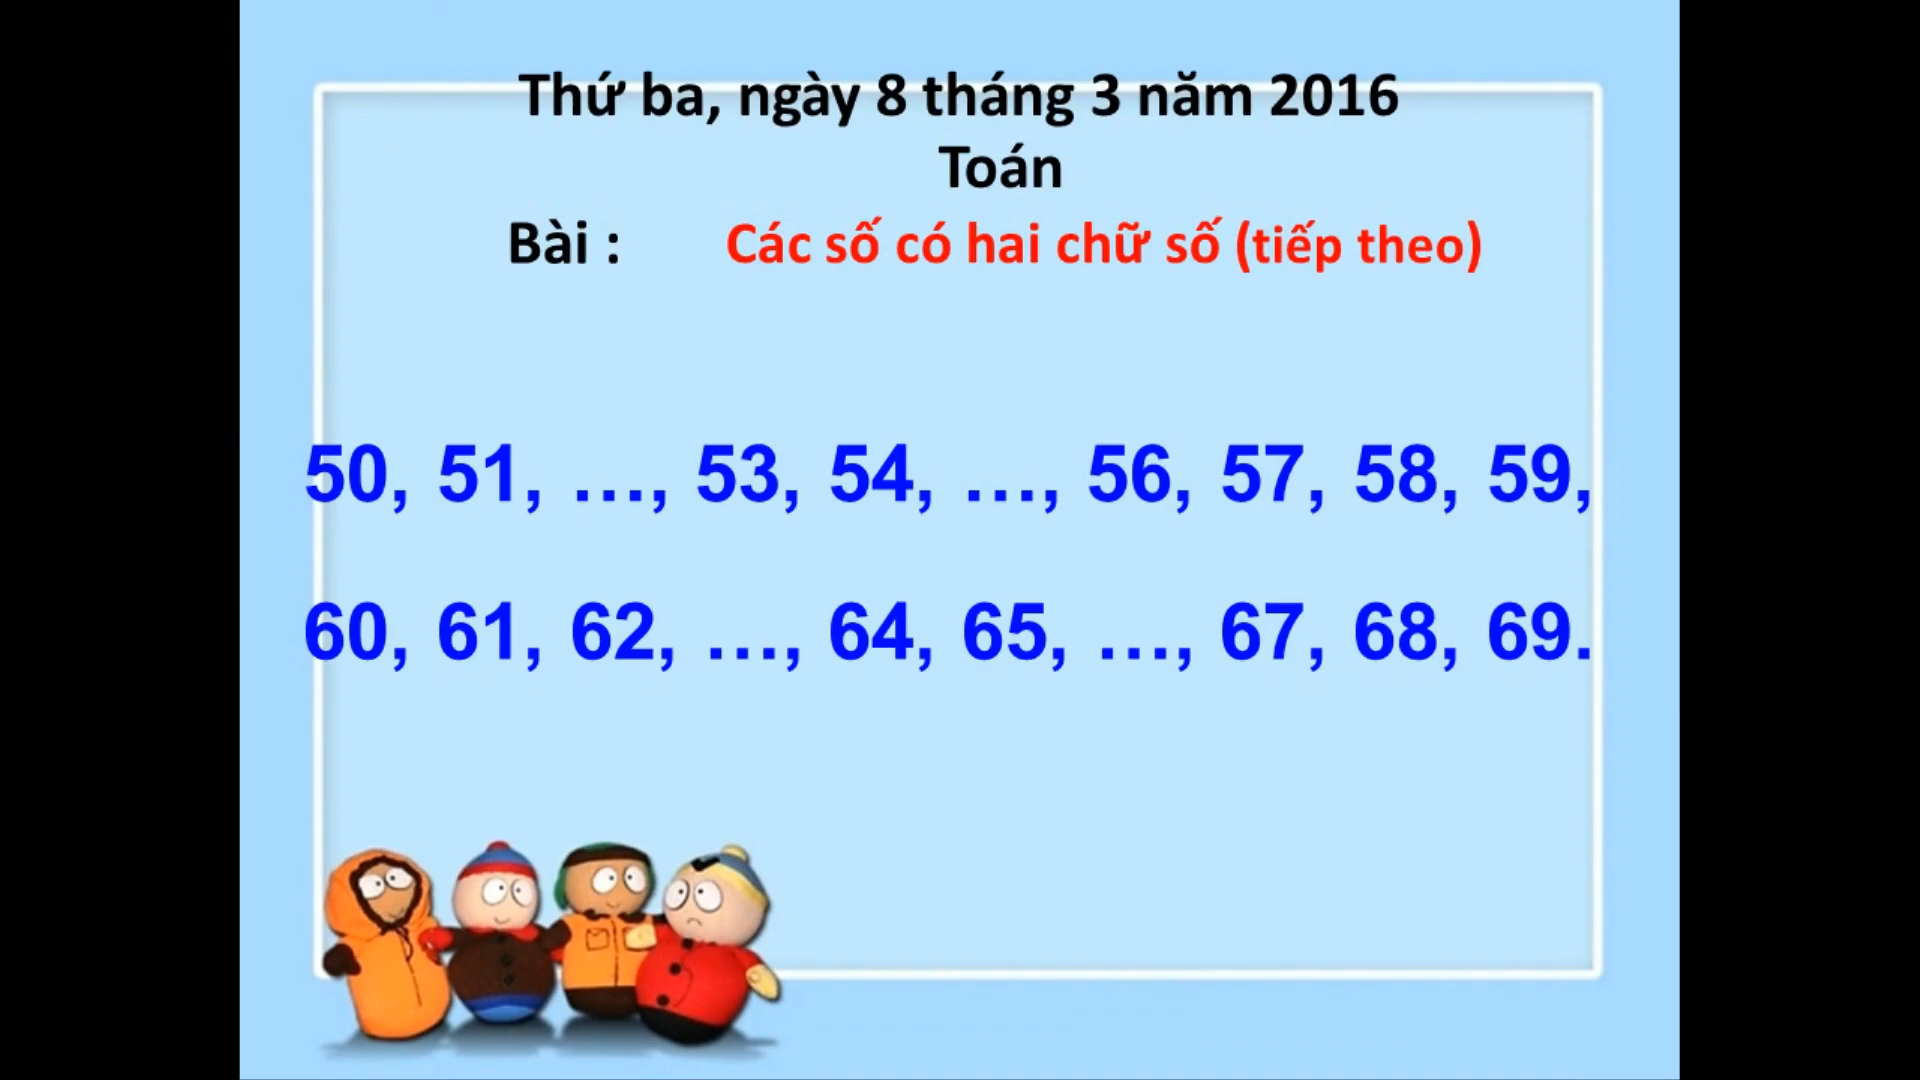 Thứ ba, ngày 8 tháng 3 năm 2016
Toán
Bài : Các số có hai chữ số (tiếp theo)
50, 51, …, 53, 54, …, 56, 57, 58, 59,
60, 61, 62, …, 64, 65, …, 67, 68, 69.